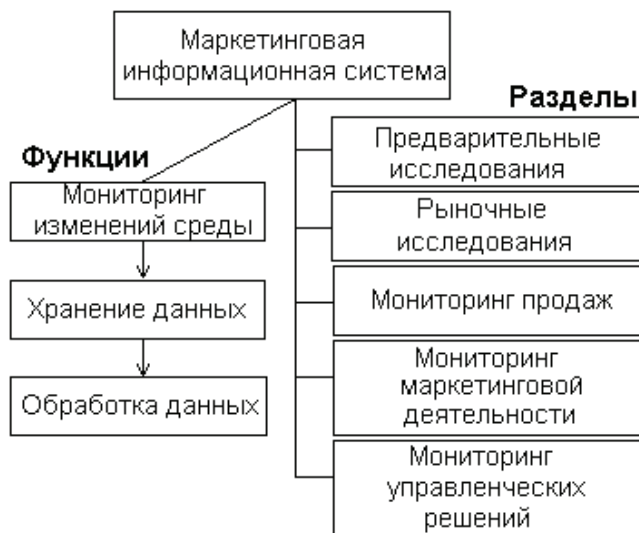 Маркетинговая
информационная система
Функции
Мониторинг
изменений среды
Хранение данных
Обработка данных
Разделы
Предварительные
исследования
Рыночные
исследования
Мониторинг продаж
Мониторинг
маркетинговой
деятельности
Мониторинг
управленческих
решений